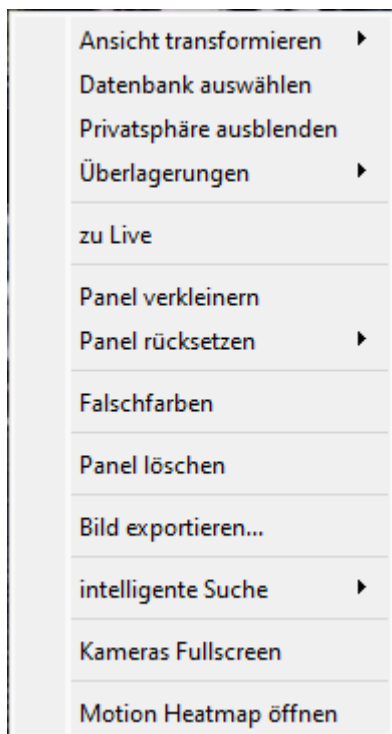 Ansicht transformieren
Datenbank auswählen
Privatsphäre ausblenden
Überlagerungen
zu Live
Panel verkleinern
Panel rücksetzen
Falschfarben
Panel löschen
Bild exportieren...
intelligente Suche
Kameras Fullscreen
Motion Heatmap öffnen